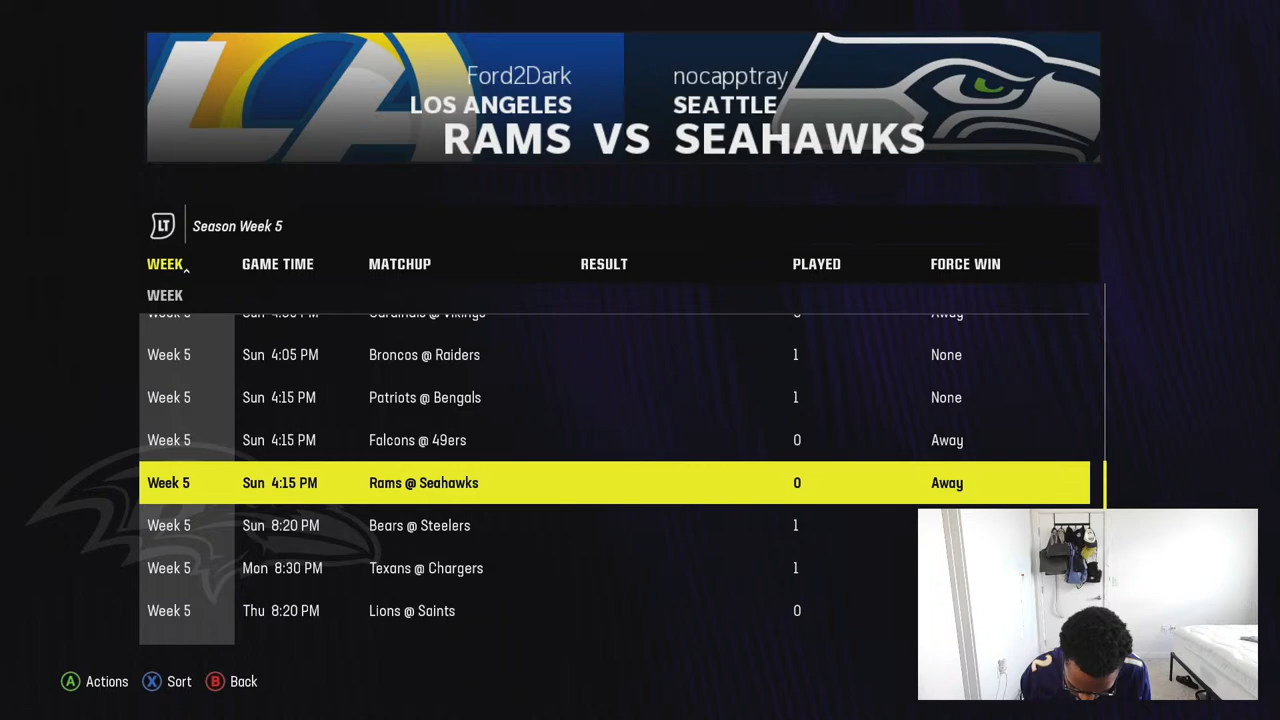 Ford2Dark
LOS ANGELES
RAMS VS SEAHAWKS
nocapptray
SEATTLE
LT Season Week 5
WEEK GAME TIME MATCHUP RESULT PLAYED FORCE WIN
WEEK
Week 5 Sun 4:05 PM Broncos @ Raiders 1 None
Week 5 Sun 4:15 PM Patriots @ Bengals 1 None
Week 5 Sun 4:15 PM Falcons @ 49ers 0 Away
Week 5 Sun 4:15 PM Rams @ Seahawks 0 Away
Week 5 Sun 8:20 PM Bears @ Steelers 1
Week 5 Mon 8:30 PM Texans @ Chargers 1
Week 5 Thu 8:20 PM Lions @ Saints 0
A Actions X Sort B Back